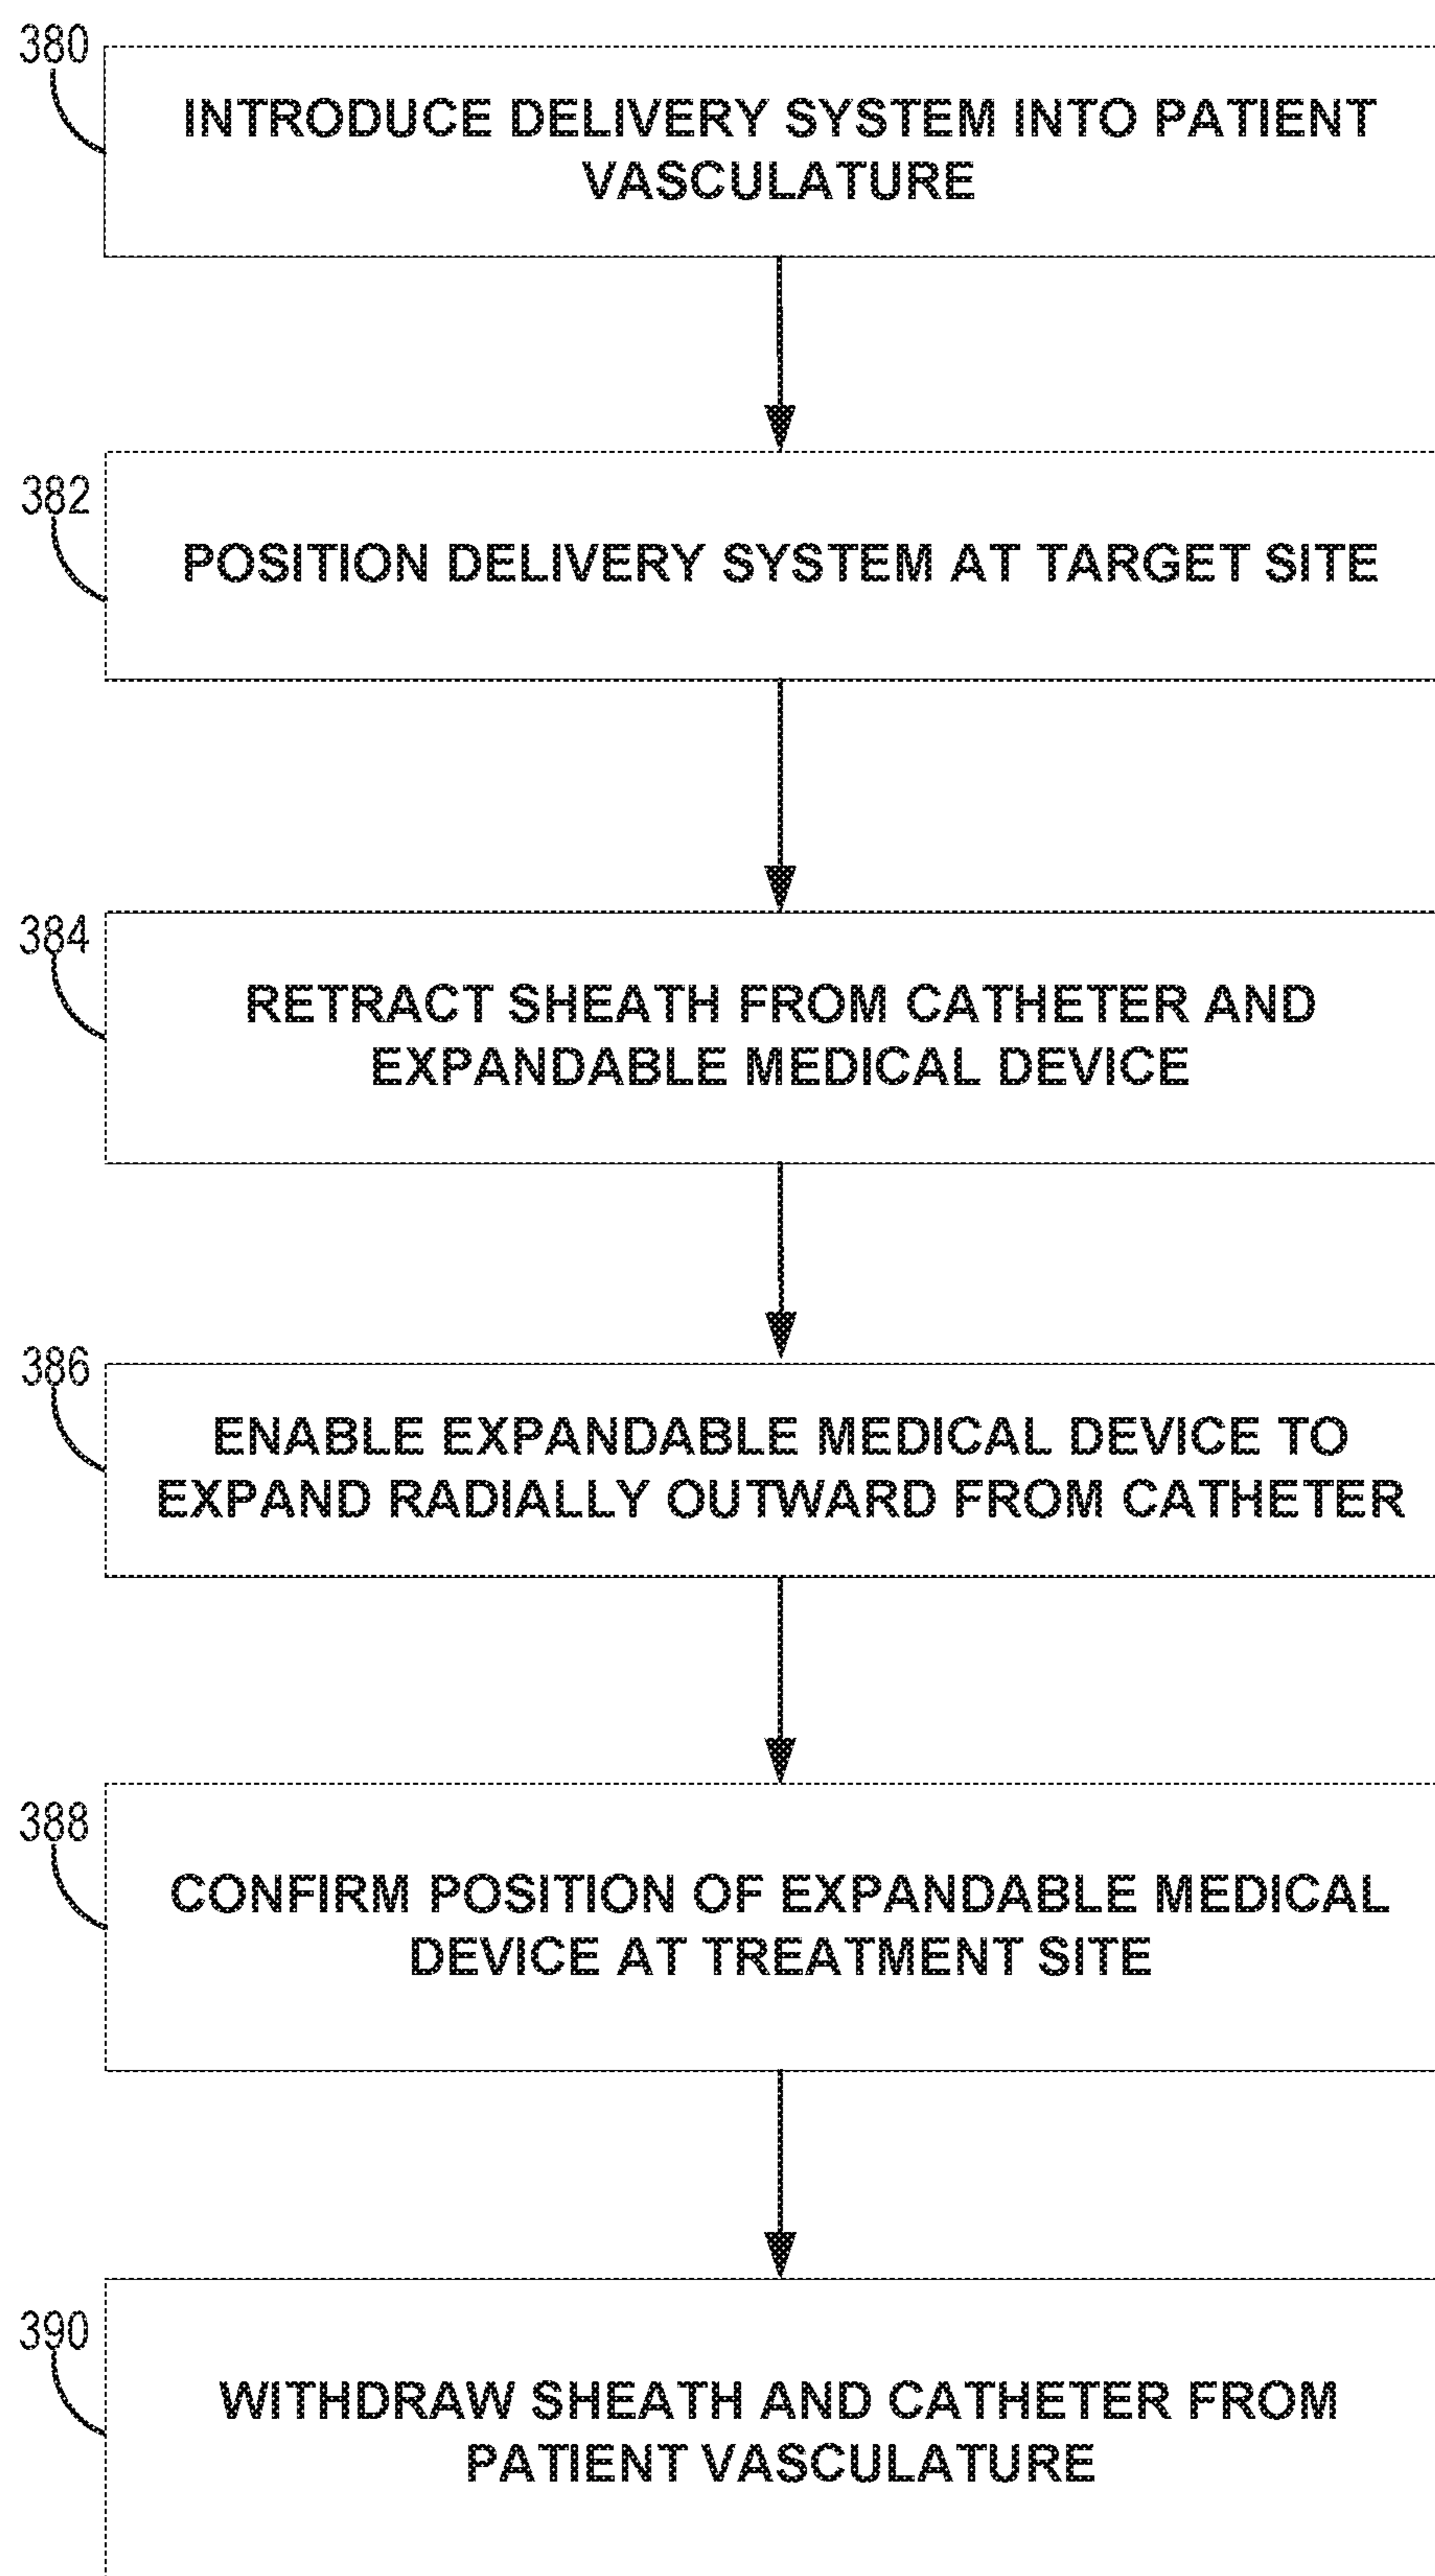 380
INTRODUCE DELIVERY SYSTEM INTO PATIENT
VASCULATURE
382
POSITION DELIVERY SYSTEM AT TARGET SITE
384
RETRACT SHEATH FROM CATHETER AND
EXPANDABLE MEDICAL DEVICE
386
ENABLE EXPANDABLE MEDICAL DEVICE TO
EXPAND RADIALLY OUTWARD FROM CATHETER
388
CONFIRM POSITION OF EXPANDABLE MEDICAL
DEVICE AT TREATMENT SITE
390
WITHDRAW SHEATH AND CATHETER FROM
PATIENT VASCULATURE